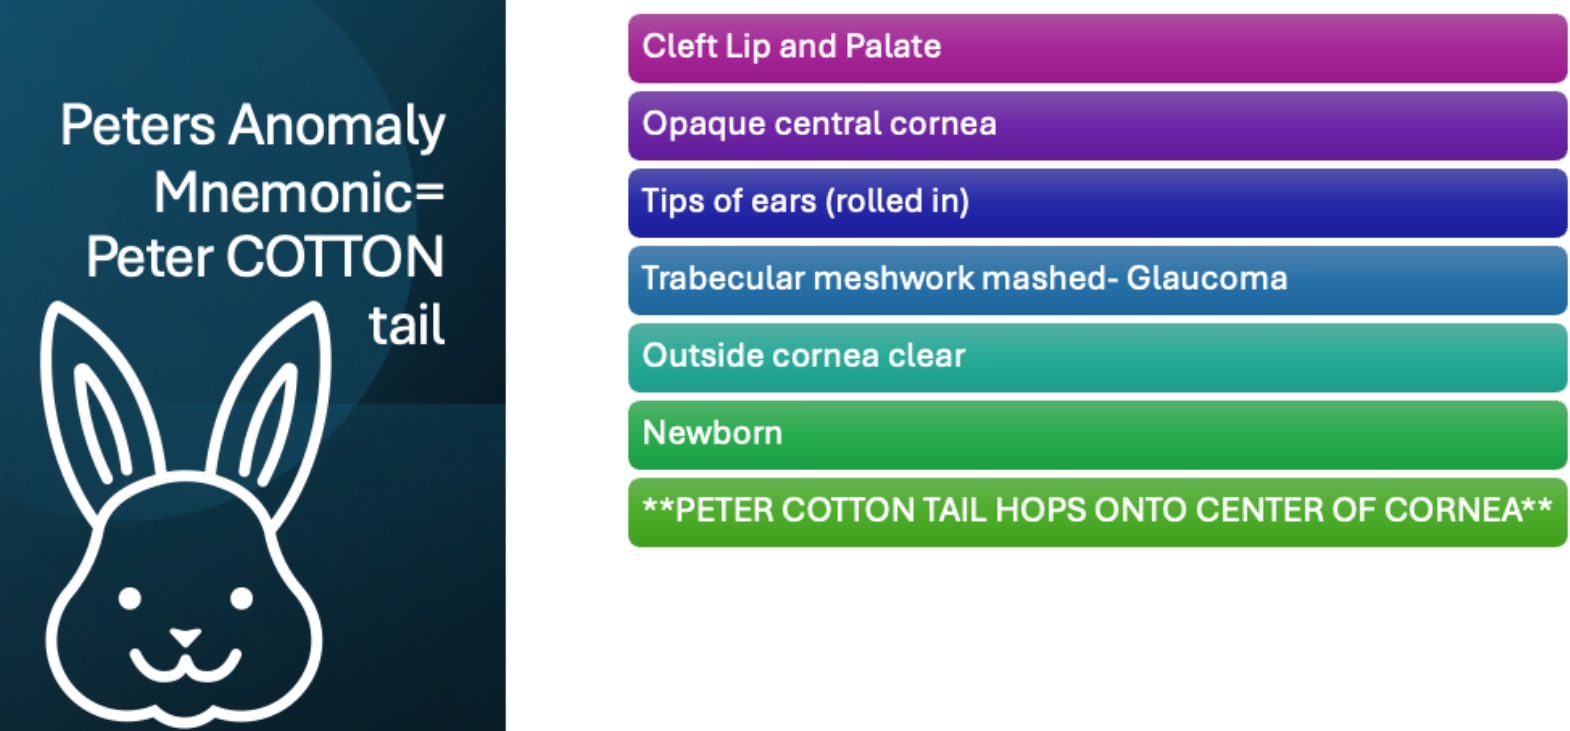 Peters Anomaly
Mnemonic=
Peter COTTON
tail
Cleft Lip and Palate
Opaque central cornea
Tips of ears (rolled in)
Trabecular meshwork mashed- Glaucoma
Outside cornea clear
Newborn
**PETER COTTON TAIL HOPS ONTO CENTER OF CORNEA**